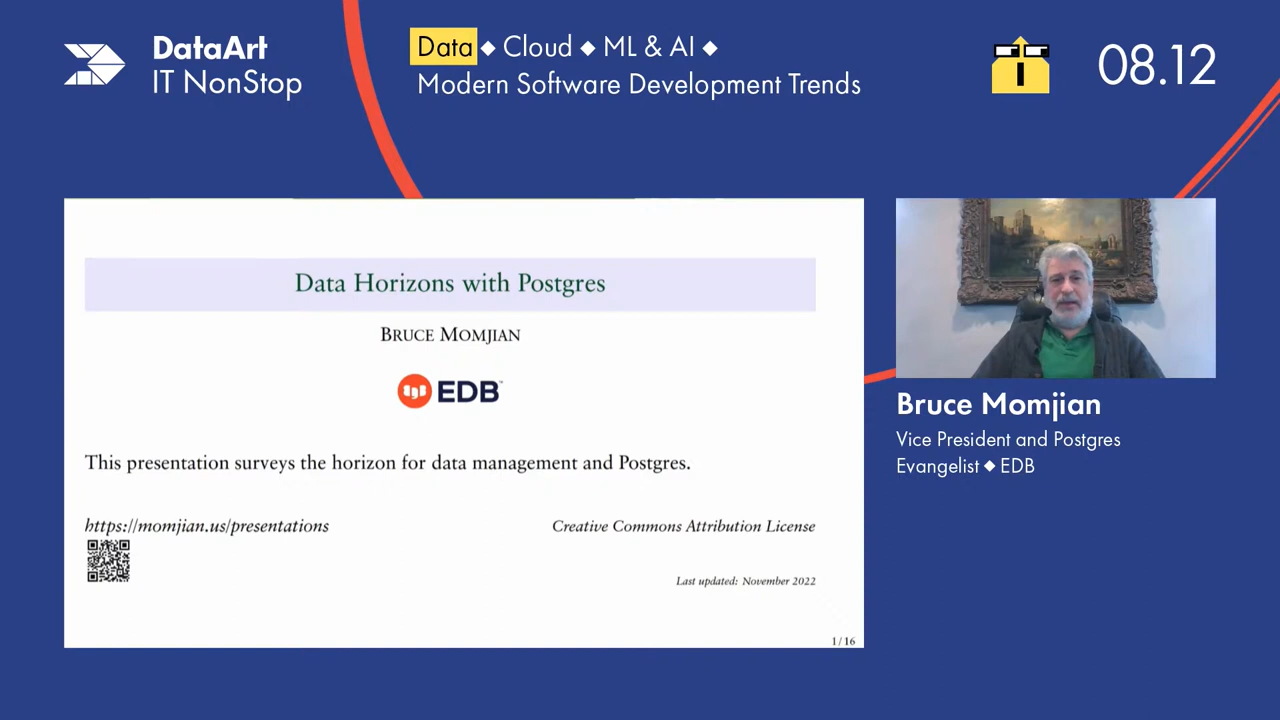 DataArt
IT NonStop
Data ◆ Cloud ◆ ML & AI ◆
Modern Software Development Trends
08.12
Data Horizons with Postgres
BRUCE MOMJIAN
EDB™
This presentation surveys the horizon for data management and Postgres.
https://momjian.us/presentations
Creative Commons Attribution License
Last updated: November 2022
1 / 16
Bruce Momjian
Vice President and Postgres
Evangelist ◆ EDB